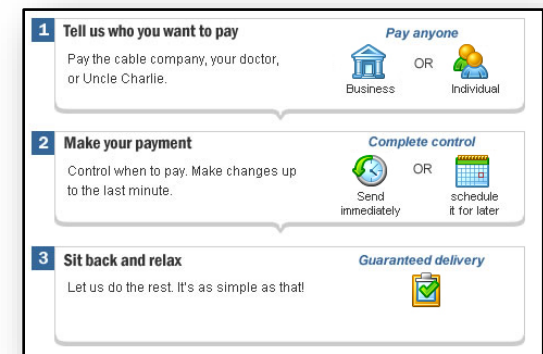 1 Tell us who you want to pay
Pay anyone
Pay the cable company, your doctor,
or Uncle Charlie.
OR
Business
Individual
2 Make your payment
Complete control
Control when to pay. Make changes up
to the last minute.
OR
Send
immediately
schedule
it for later
3 Sit back and relax
Guaranteed delivery
Let us do the rest. It's as simple as that!